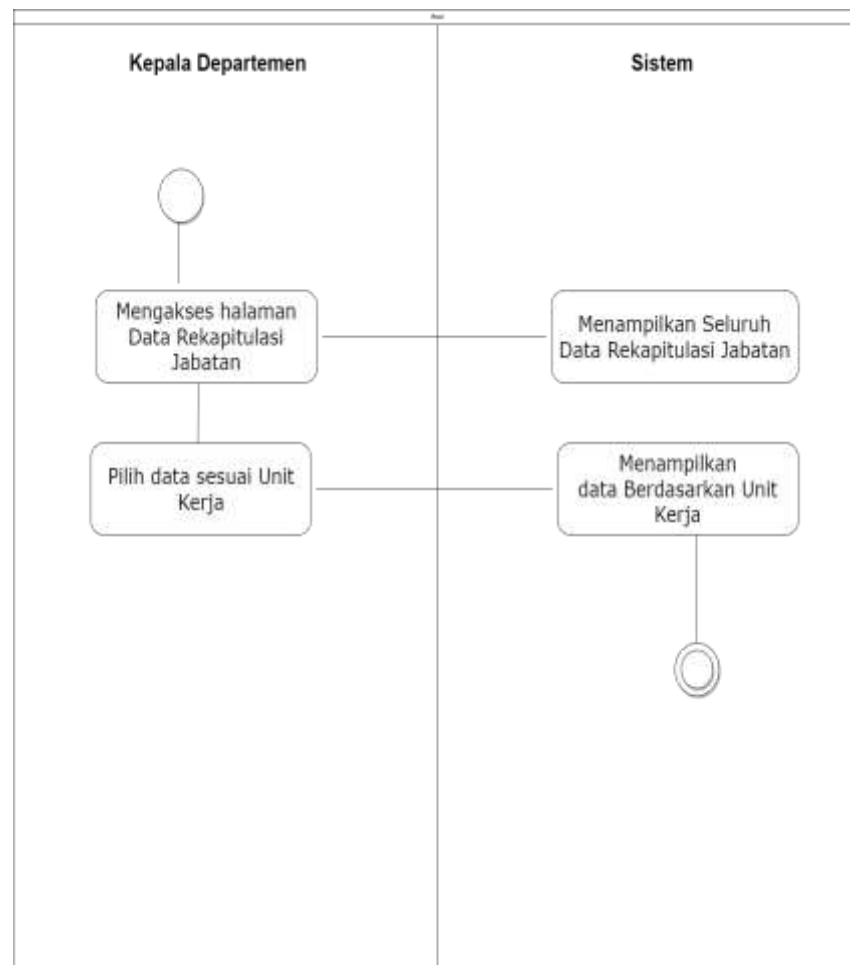 Pool
Kepala Departemen
Sistem
Mengakses halaman
Data Rekapitulasi
Jabatan
Menampilkan Seluruh
Data Rekapitulasi Jabatan
Pilih data sesuai Unit
Kerja
Menampilkan
data Berdasarkan Unit
Kerja